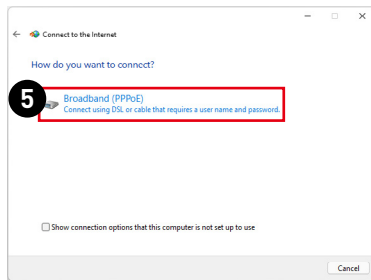 Connect to the Internet
How do you want to connect?
5
Broadband (PPPoE)
Connect using DSL or cable that requires a user name and password.
Show connection options that this computer is not set up to use
Cancel